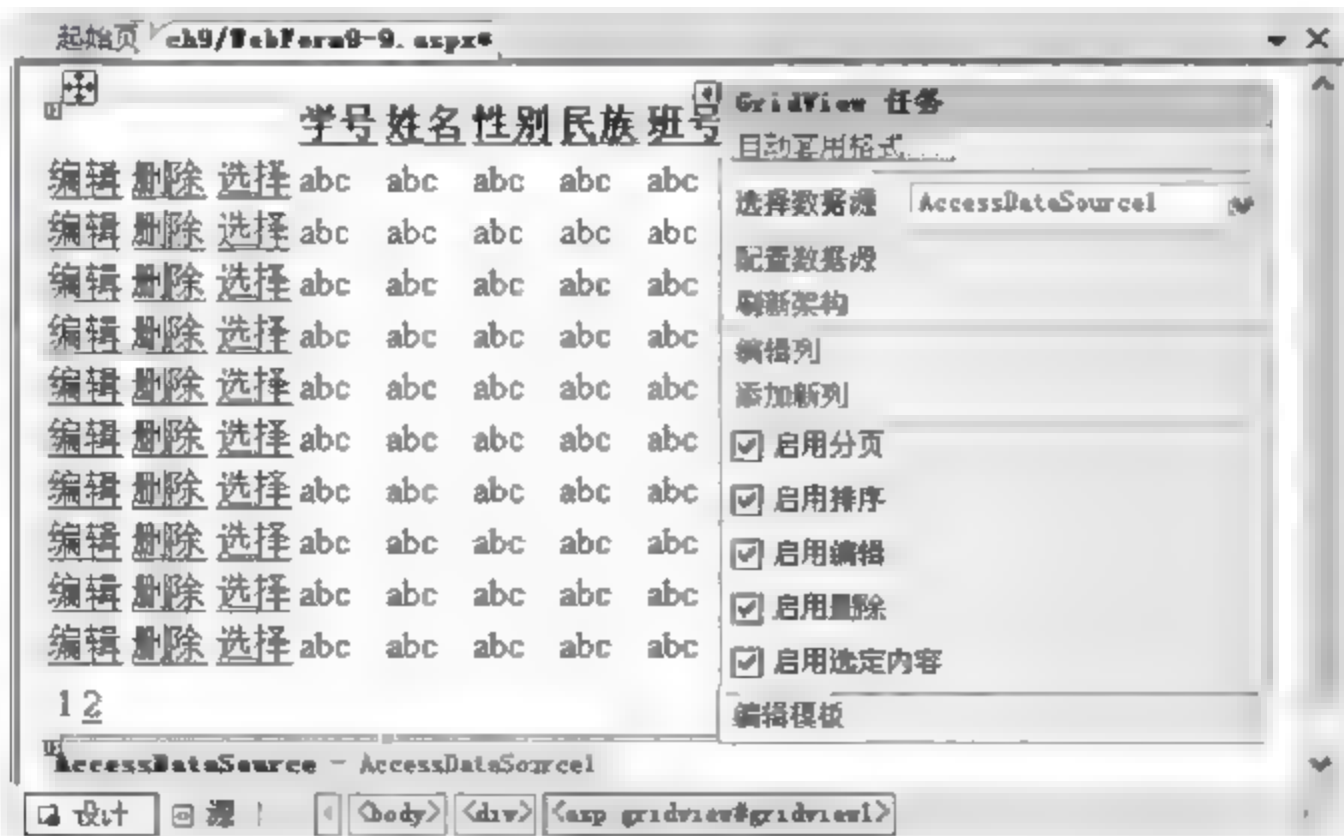 起始页 ch9/WebForm9-9.aspx*
学号 姓名 性别 民族 班号
编辑 删除 选择 abc abc abc abc abc
编辑 删除 选择 abc abc abc abc abc
编辑 删除 选择 abc abc abc abc abc
编辑 删除 选择 abc abc abc abc abc
编辑 删除 选择 abc abc abc abc abc
编辑 删除 选择 abc abc abc abc abc
编辑 删除 选择 abc abc abc abc abc
编辑 删除 选择 abc abc abc abc abc
编辑 删除 选择 abc abc abc abc abc
编辑 删除 选择 abc abc abc abc abc
1 2
GridView 任务
自动套用格式...
选择数据源 AccessDataSource1
配置数据源
刷新架构
编辑列
添加新列
启用分页
启用排序
启用编辑
启用删除
启用选定内容
编辑模板
AccessDataSource - AccessDataSource1
设计 源 <body> <div> <asp:gridview#gridview1>